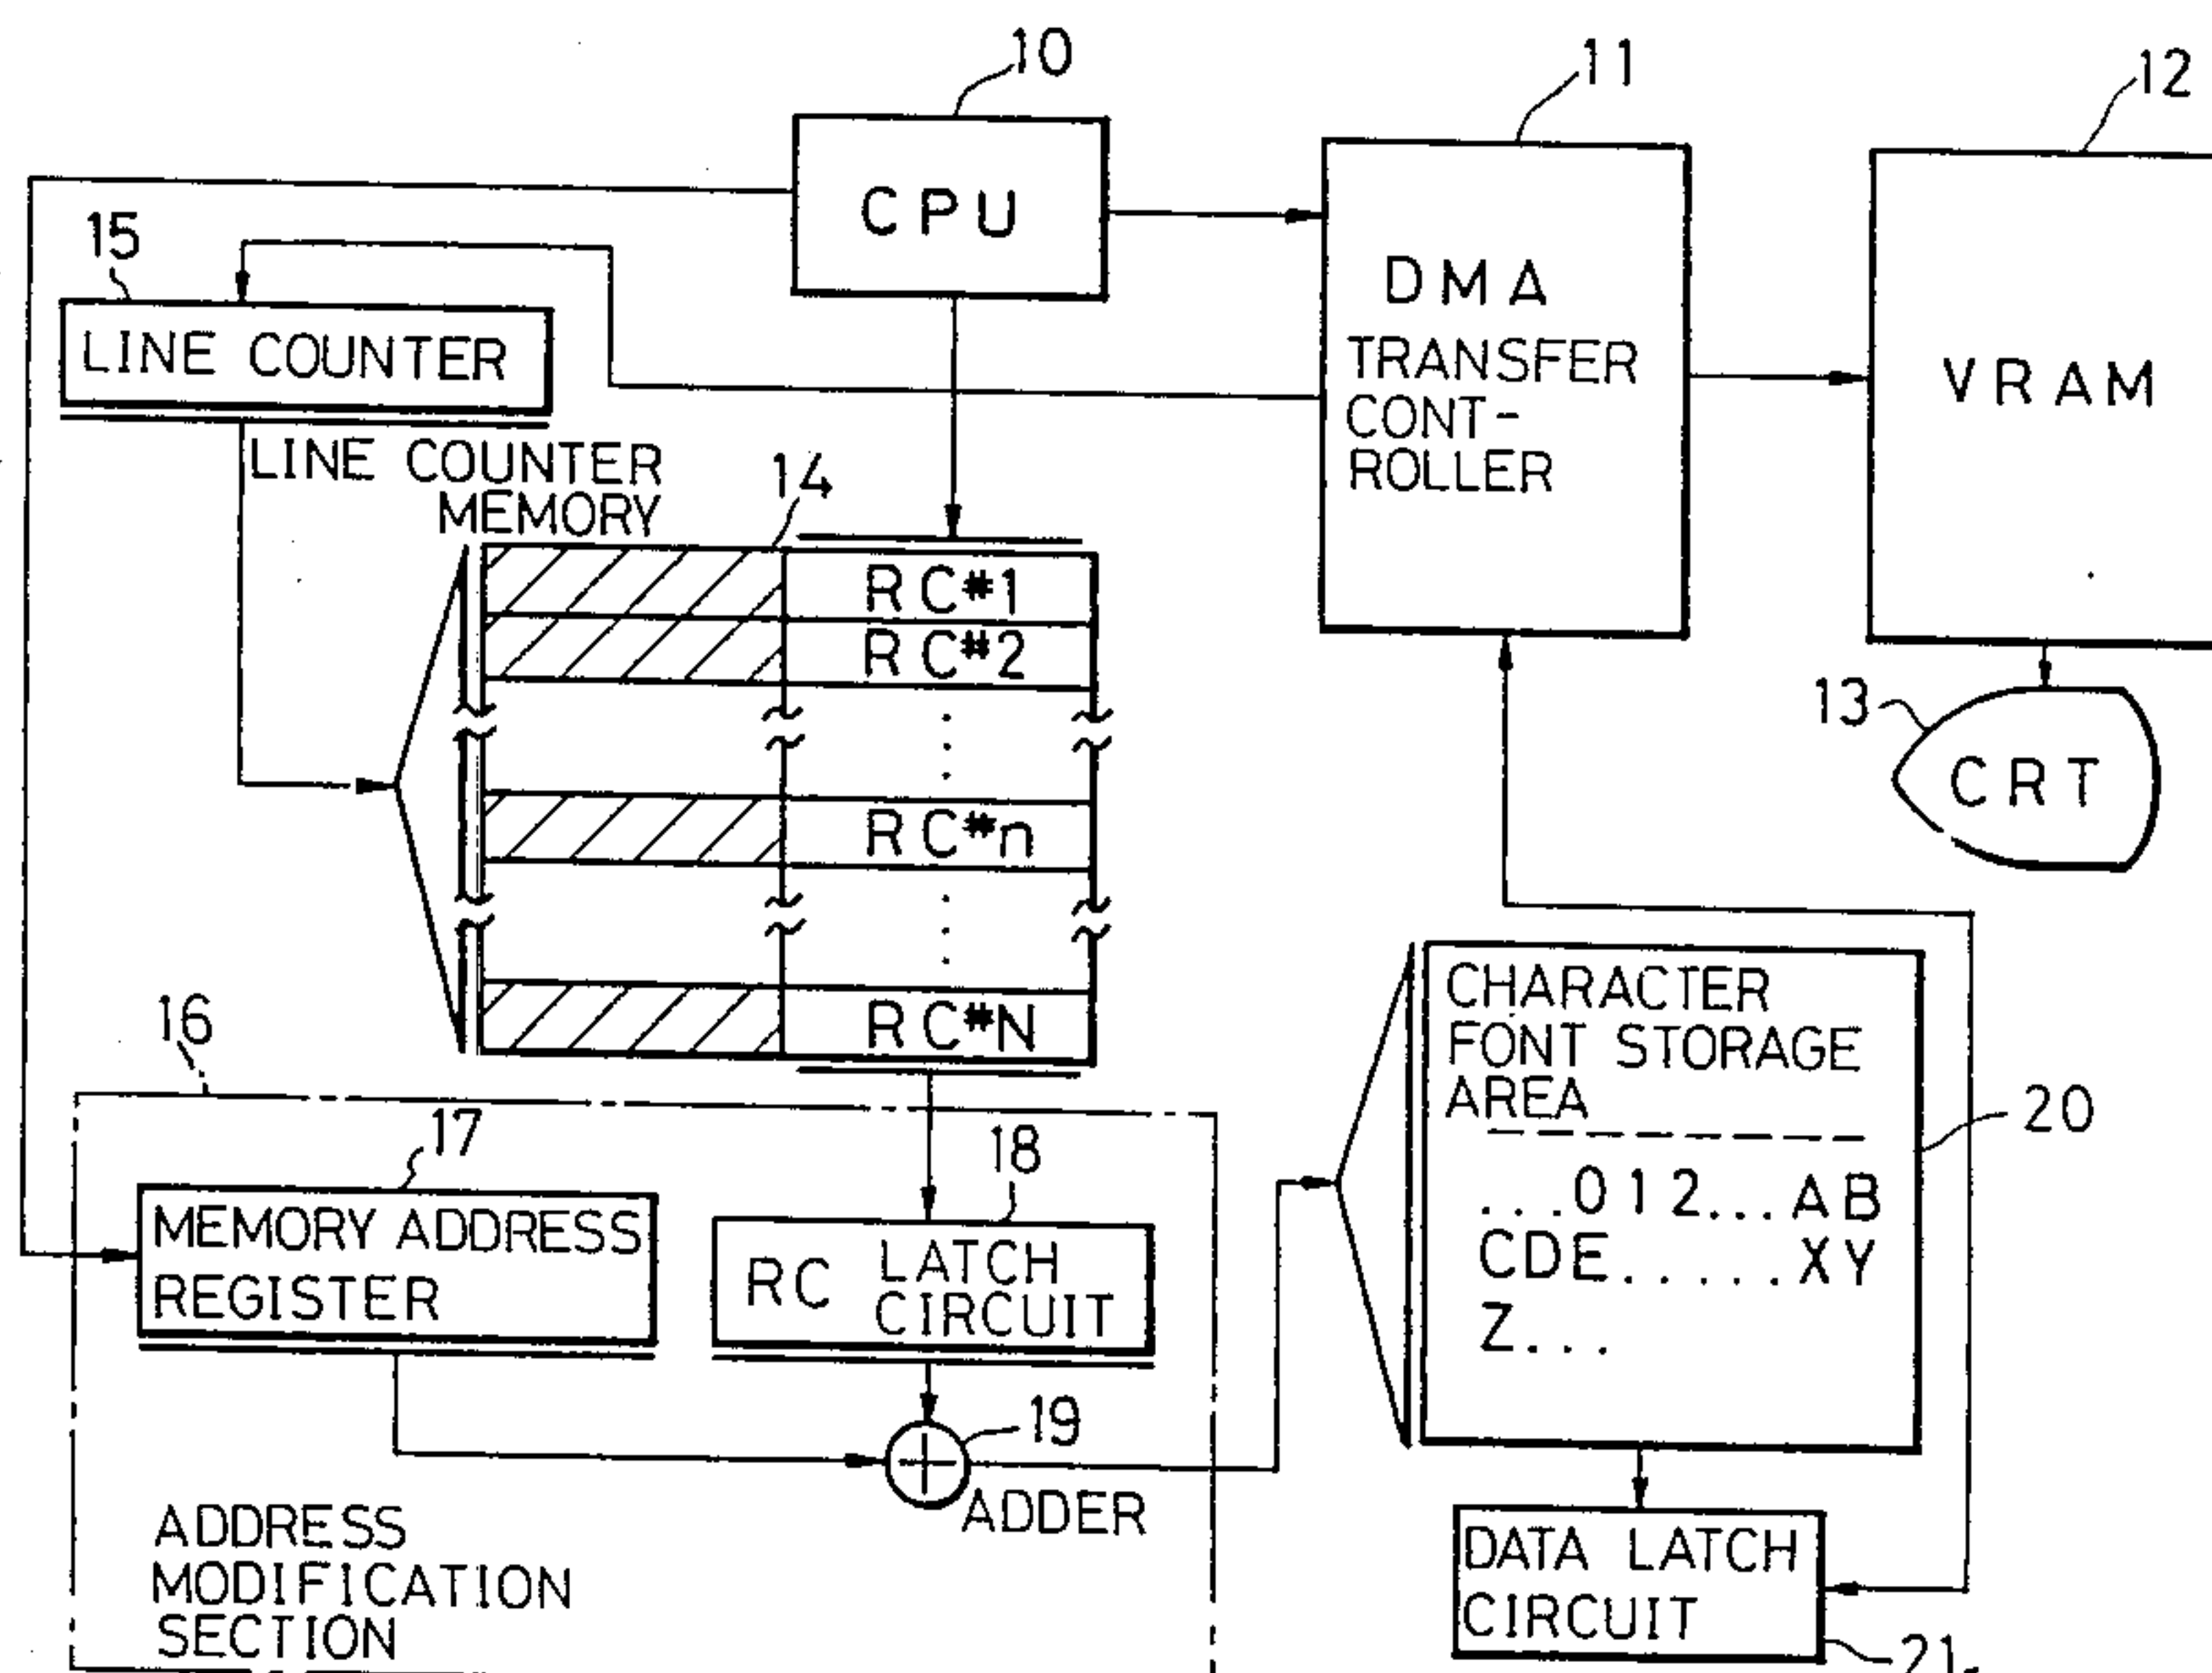 10
11
12
CPU
15
DMA
TRANSFER
CONT-
ROLLER
VRAM
LINE COUNTER
LINE COUNTER
MEMORY
14
RC#1
RC#2
.
.
.
RC#n
.
.
.
RC#N
13
CRT
16
17
18
MEMORY ADDRESS
REGISTER
RC LATCH
CIRCUIT
19
ADDER
ADDRESS
MODIFICATION
SECTION
CHARACTER
FONT STORAGE
AREA
20
...012...AB
CDE......XY
Z...
DATA LATCH
CIRCUIT
21